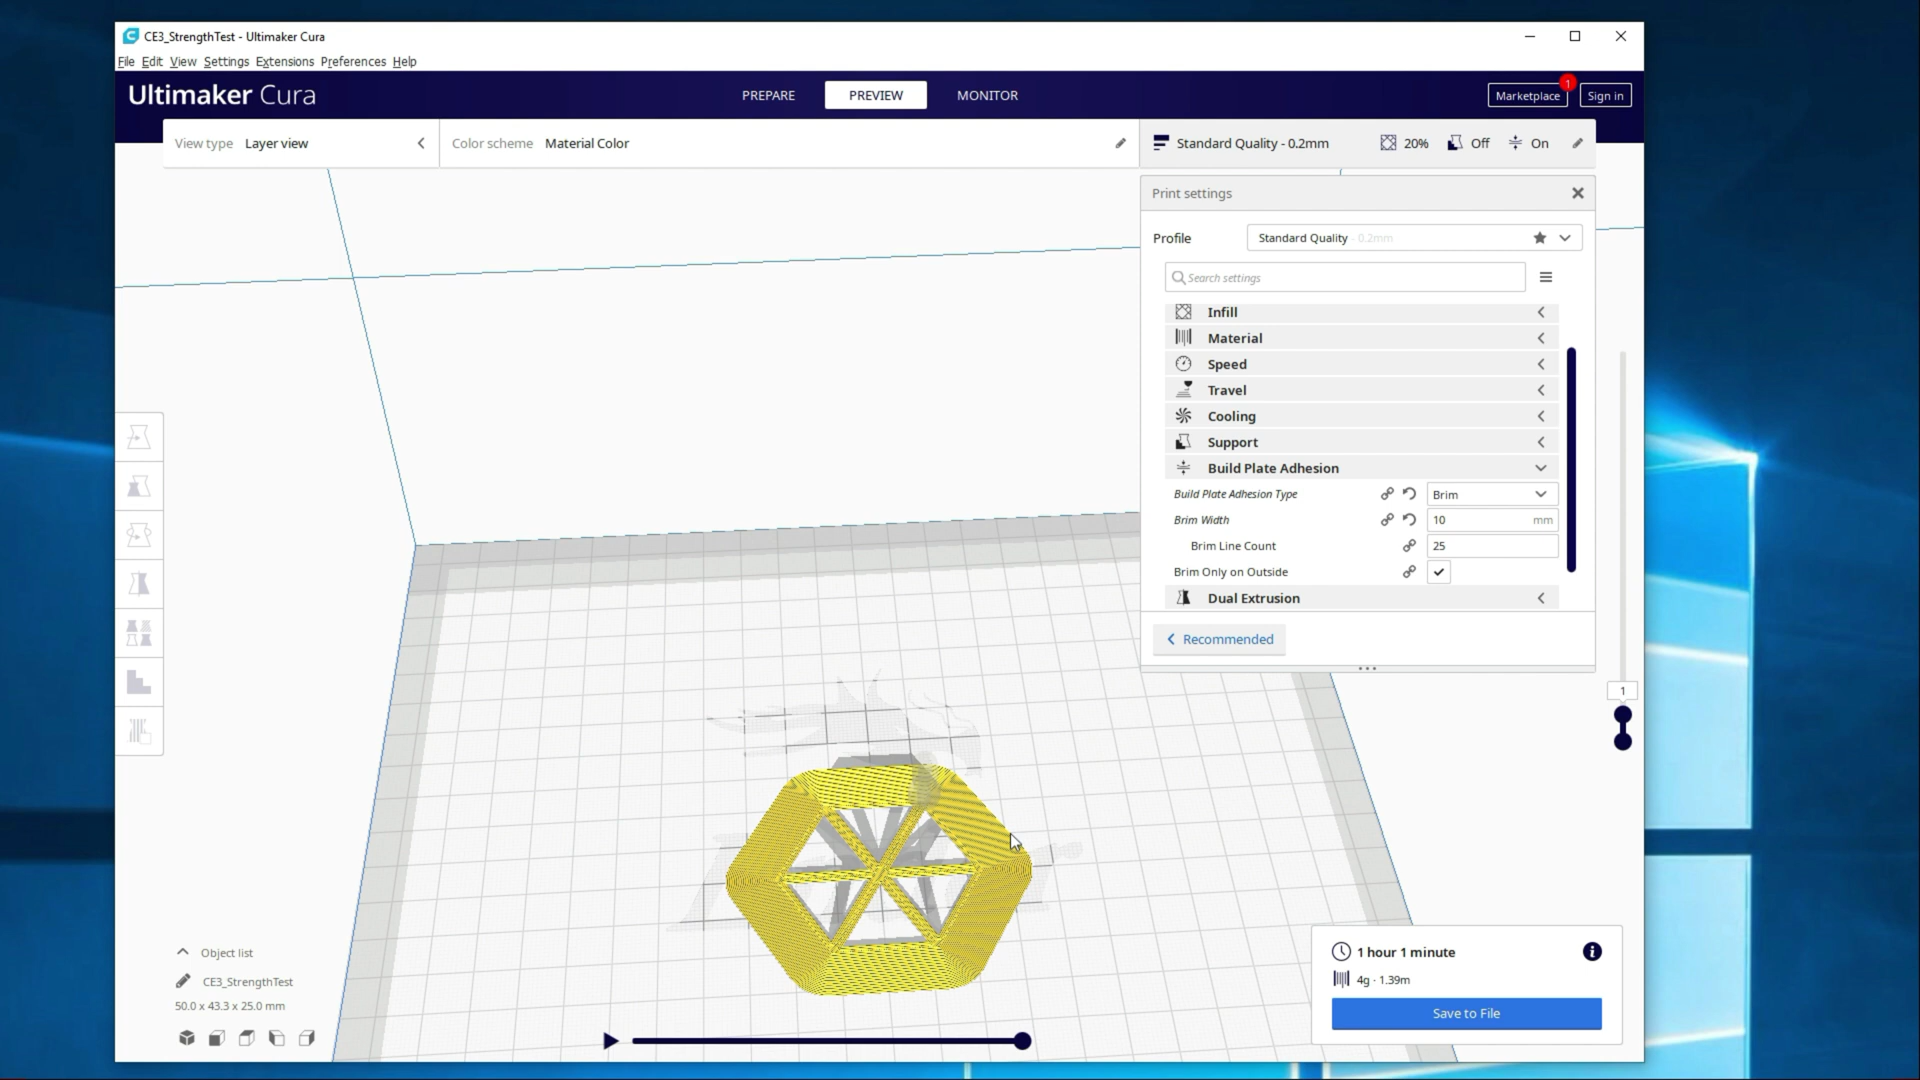 CE3_StrengthTest - Ultimaker Cura
File Edit View Settings Extensions Preferences Help
Ultimaker Cura
PREPARE
PREVIEW
MONITOR
Marketplace
1
Sign in
View type Layer view
Color scheme Material Color
Standard Quality - 0.2mm
20%
Off
On
Print settings
Profile
Standard Quality - 0.2mm
Search settings
Infill
Material
Speed
Travel
Cooling
Support
Build Plate Adhesion
Build Plate Adhesion Type
Brim
Brim Width
10 mm
Brim Line Count
25
Brim Only on Outside
Dual Extrusion
Recommended
1
Object list
CE3_StrengthTest
50.0 x 43.3 x 25.0 mm
1 hour 1 minute
4g · 1.39m
Save to File